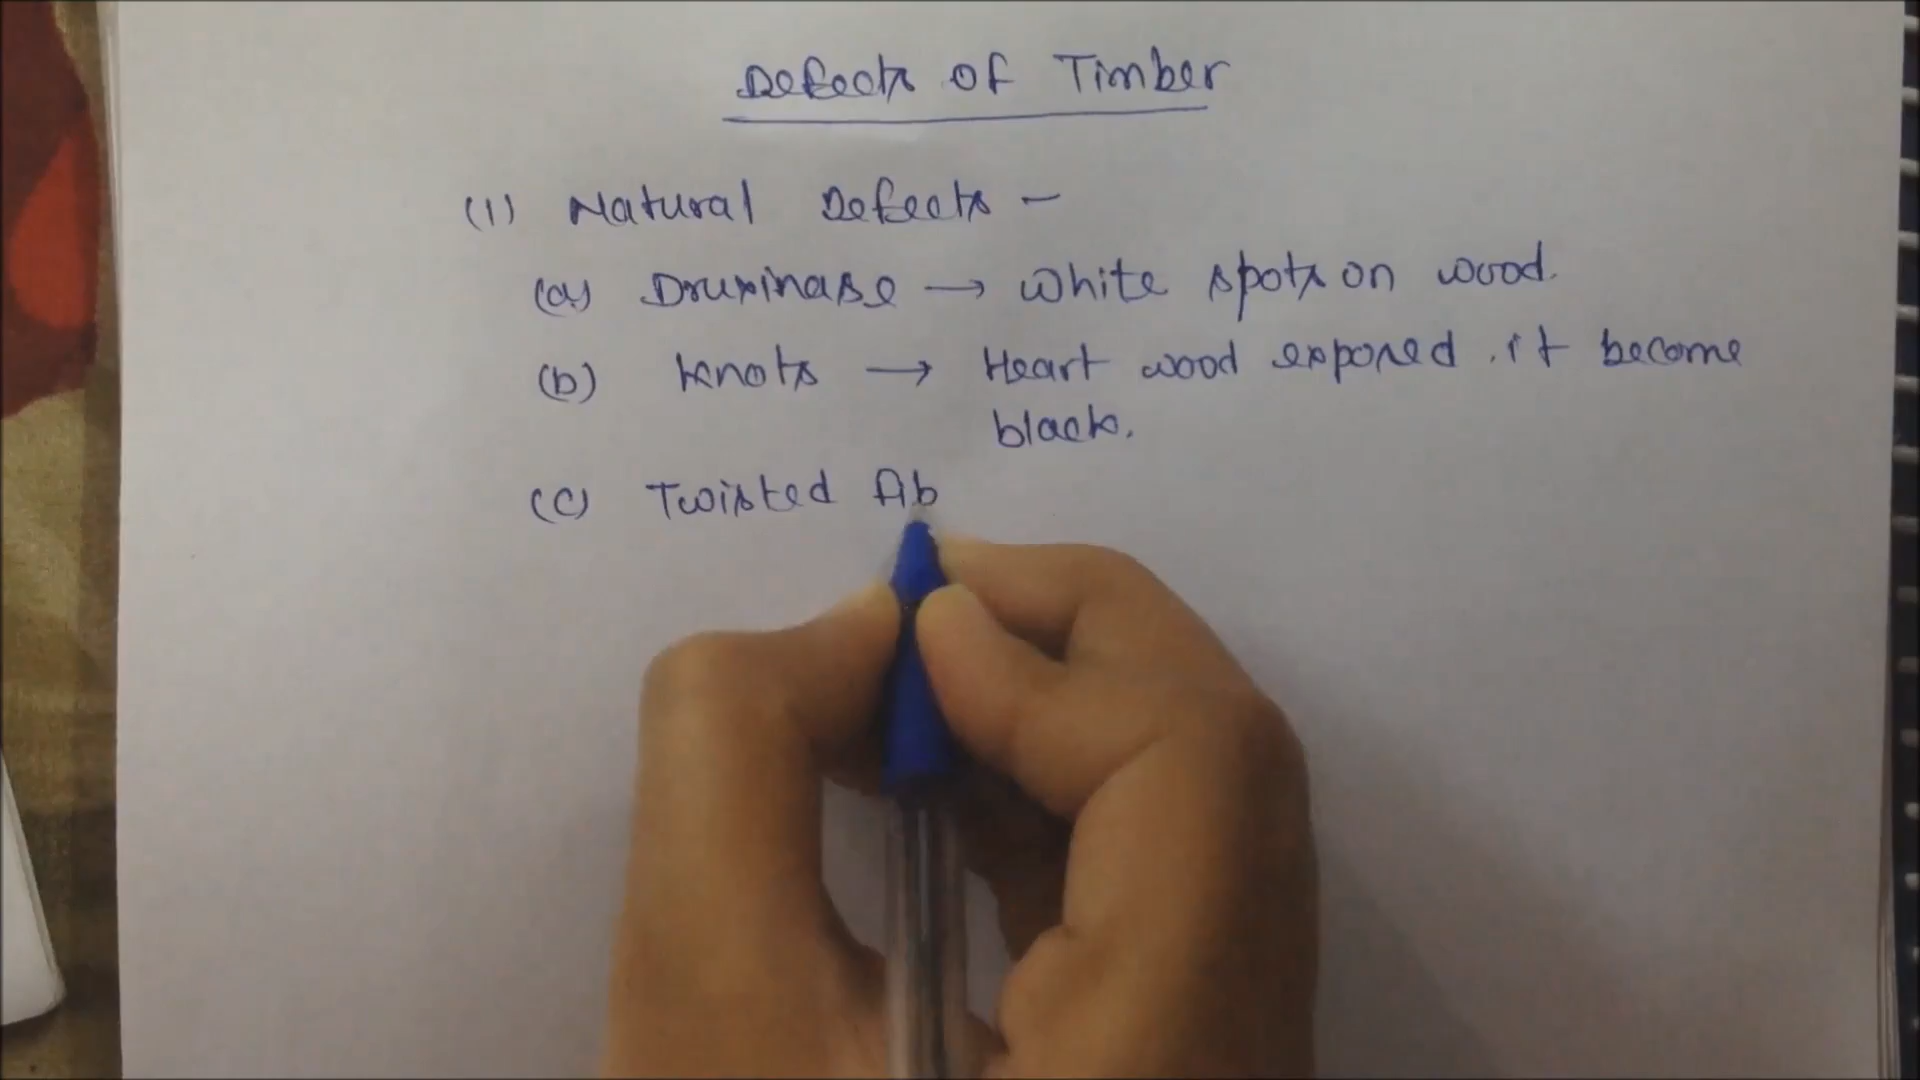 Defects of Timber
(1) Natural Defects -
(a) Druxinase → White spots on wood.
(b) Knots → Heart wood exposed. it become
black.
(c) Twisted Fib